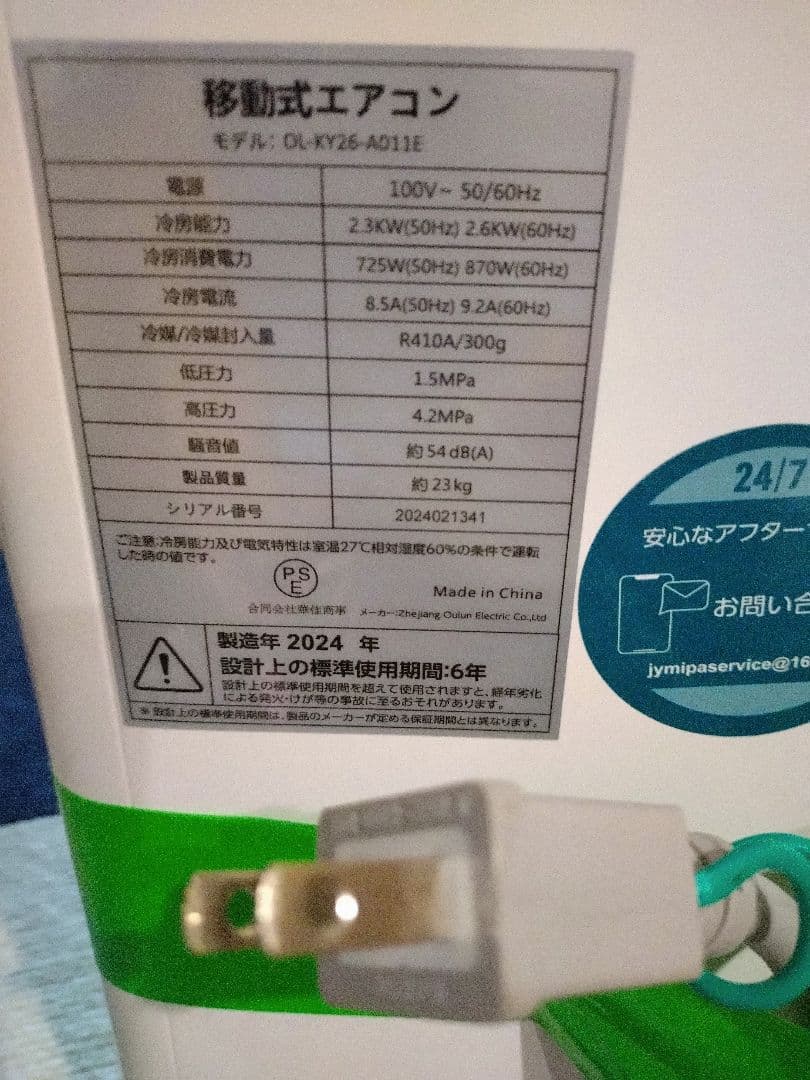 移動式エアコン
モデル: OL-KY26-A011E
電源 100V~ 50/60Hz
冷房能力 2.3KW(50Hz) 2.6KW(60Hz)
冷房消費電力 725W(50Hz) 870W(60Hz)
冷房電流 8.5A(50Hz) 9.2A(60Hz)
冷媒/冷媒封入量 R410A/300g
低圧力 1.5MPa
高圧力 4.2MPa
騒音値 約54dB(A)
製品質量 約23kg
シリアル番号 2024021341
ご注意:冷房能力及び電気特性は室温27℃相対湿度60%の条件で運転
した時の値です。
PS
E
Made in China
合同会社華佳商事 メーカー:Zhejiang Oulun Electric Co.,Ltd
製造年 2024 年
設計上の標準使用期間:6年
設計上の標準使用期間を超えて使用されますと、経年劣化
による発火・けが等の事故に至るおそれがあります。
※ 設計上の標準使用期間は、製品のメーカーが定める保証期間とは異なります。
24/7
安心なアフター
お問い合
jymipaservice@16